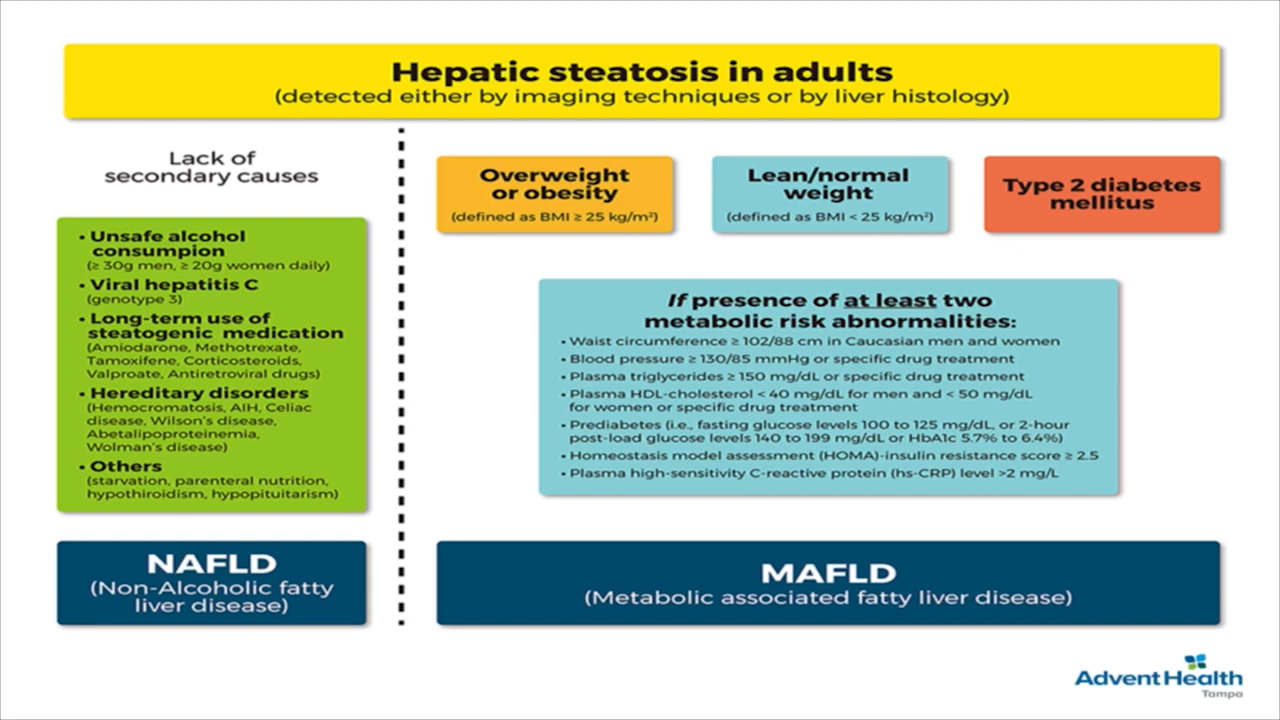 Hepatic steatosis in adults
(detected either by imaging techniques or by liver histology)
Lack of
secondary causes
• Unsafe alcohol
consumpion
(≥ 30g men, ≥ 20g women daily)
• Viral hepatitis C
(genotype 3)
• Long-term use of
steatogenic medication
(Amiodarone, Methotrexate,
Tamoxifene, Corticosteroids,
Valproate, Antiretroviral drugs)
• Hereditary disorders
(Hemocromatosis, AIH, Celiac
disease, Wilson's disease,
Abetalipoproteinemia,
Wolman's disease)
• Others
(starvation, parenteral nutrition,
hypothiroidism, hypopituitarism)
NAFLD
(Non-Alcoholic fatty
liver disease)
Overweight
or obesity
(defined as BMI ≥ 25 kg/m²)
Lean/normal
weight
(defined as BMI < 25 kg/m²)
Type 2 diabetes
mellitus
If presence of at least two
metabolic risk abnormalities:
• Waist circumference ≥ 102/88 cm in Caucasian men and women
• Blood pressure ≥ 130/85 mmHg or specific drug treatment
• Plasma triglycerides ≥ 150 mg/dL or specific drug treatment
• Plasma HDL-cholesterol < 40 mg/dL for men and < 50 mg/dL
for women or specific drug treatment
• Prediabetes (i.e., fasting glucose levels 100 to 125 mg/dL, or 2-hour
post-load glucose levels 140 to 199 mg/dL or HbA1c 5.7% to 6.4%)
• Homeostasis model assessment (HOMA)-insulin resistance score ≥ 2.5
• Plasma high-sensitivity C-reactive protein (hs-CRP) level >2 mg/L
MAFLD
(Metabolic associated fatty liver disease)
AdventHealth
Tampa